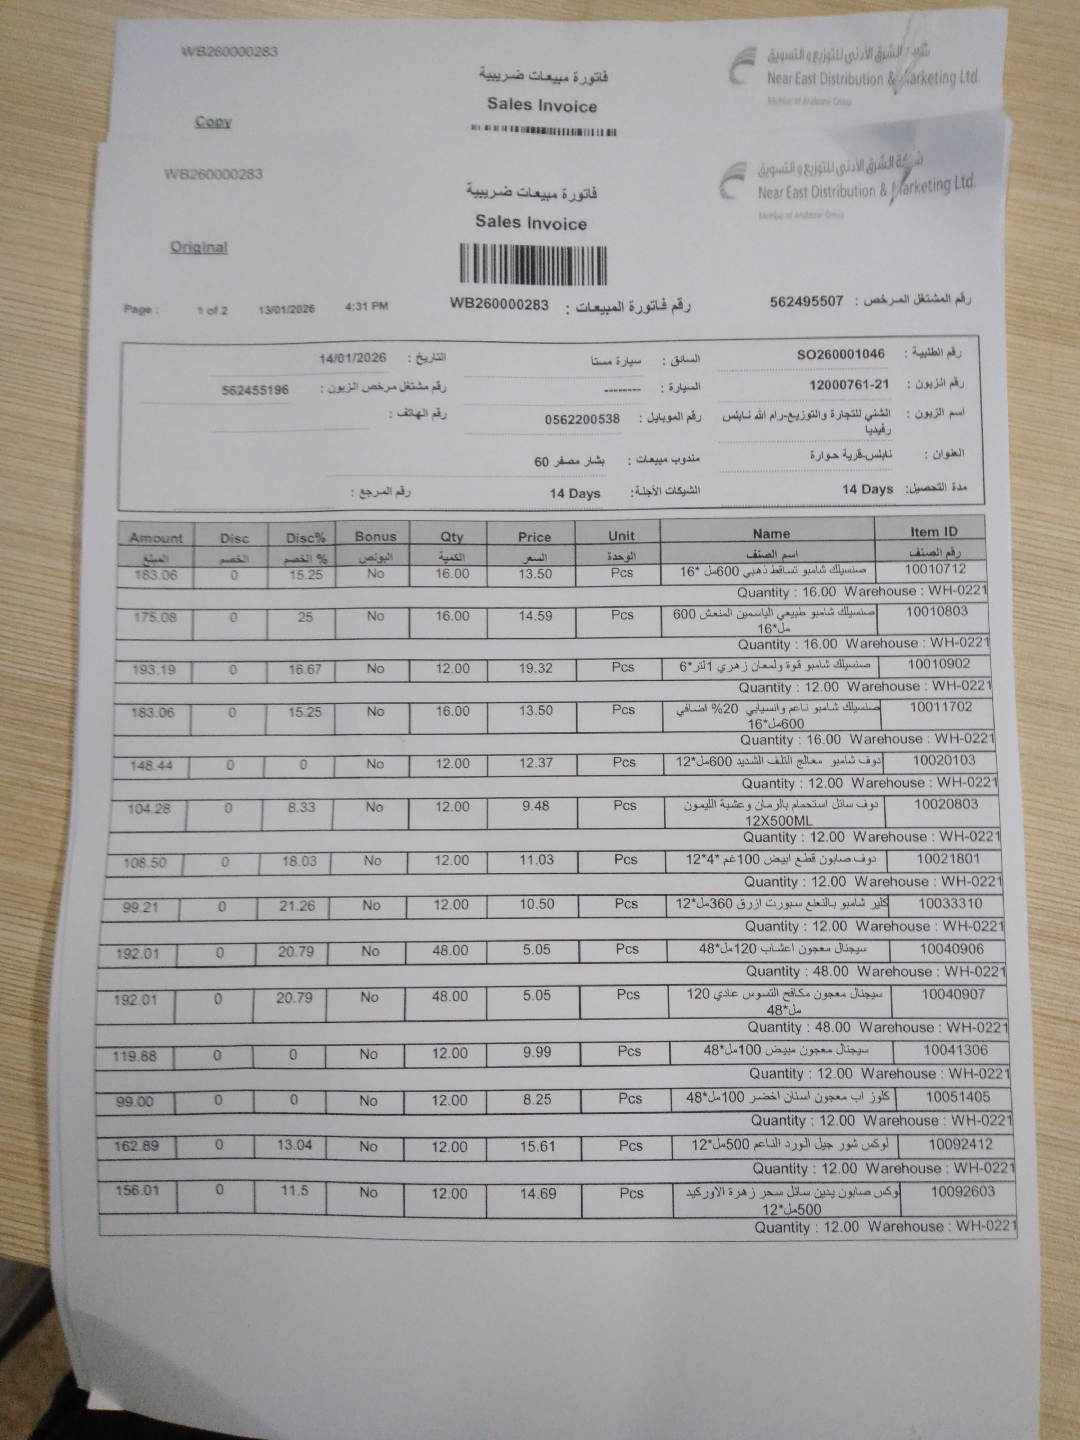 WB260000283
فاتورة مبيعات ضريبية
شركة الشرق الأدنى للتوزيع والتسويق
Near East Distribution & Marketing Ltd.
Sales Invoice
Member of Arabtow Group
Copy
WB260000283
فاتورة مبيعات ضريبية
شركة الشرق الأدنى للتوزيع والتسويق
Near East Distribution & Marketing Ltd.
Sales Invoice
Original
Page : 1 of 2 13/01/2026 4:31 PM
رقم فاتورة المبيعات : WB260000283
رقم المشتغل المرخص : 562495507
رقم الطلبية : SO260001046 السائق : سيارة مستا التاريخ : 14/01/2026
رقم الزبون : 12000761-21 السيارة : -------- رقم مشتغل مرخص الزبون : 562455196
اسم الزبون : الشني للتجارة والتوزيع-رام الله نابلس رفيديا رقم الموبايل : 0562200538 رقم الهاتف :
العنوان : نابلس-قرية حوارة مندوب مبيعات : بشار مصفر 60
مدة التحصيل: 14 Days الشيكات الآجلة: 14 Days رقم المرجع :
Amount Disc Disc% Bonus Qty Price Unit Name Item ID
المبلغ الخصم % الخصم البونص الكمية السعر الوحدة اسم الصنف رقم الصنف
183.06 0 15.25 No 16.00 13.50 Pcs صنسيلك شامبو تساقط ذهبي 600مل *16 10010712
Quantity : 16.00 Warehouse : WH-0221
175.08 0 25 No 16.00 14.59 Pcs صنسيلك شامبو طبيعي الياسمين المنعش 600 مل*16 10010803
Quantity : 16.00 Warehouse : WH-0221
193.19 0 16.67 No 12.00 19.32 Pcs صنسيلك شامبو قوة ولمعان زهري 1لتر*6 10010902
Quantity : 12.00 Warehouse : WH-0221
183.06 0 15.25 No 16.00 13.50 Pcs صنسيلك شامبو ناعم وانسيابي 20% اضافي 600مل*16 10011702
Quantity : 16.00 Warehouse : WH-0221
148.44 0 0 No 12.00 12.37 Pcs دوف شامبو معالج التلف الشديد 600مل*12 10020103
Quantity : 12.00 Warehouse : WH-0221
104.28 0 8.33 No 12.00 9.48 Pcs دوف سائل استحمام بالرمان وعشبة الليمون 12X500ML 10020803
Quantity : 12.00 Warehouse : WH-0221
108.50 0 18.03 No 12.00 11.03 Pcs دوف صابون قطع ابيض 100غم *4*12 10021801
Quantity : 12.00 Warehouse : WH-0221
99.21 0 21.26 No 12.00 10.50 Pcs كلير شامبو بالنعنع سبورت ازرق 360مل*12 10033310
Quantity : 12.00 Warehouse : WH-0221
192.01 0 20.79 No 48.00 5.05 Pcs سيجنال معجون اعشاب 120مل*48 10040906
Quantity : 48.00 Warehouse : WH-0221
192.01 0 20.79 No 48.00 5.05 Pcs سيجنال معجون مكافح التسوس عادي 120 مل*48 10040907
Quantity : 48.00 Warehouse : WH-0221
119.88 0 0 No 12.00 9.99 Pcs سيجنال معجون مبيض 100مل*48 10041306
Quantity : 12.00 Warehouse : WH-0221
99.00 0 0 No 12.00 8.25 Pcs كلوز اب معجون اسنان اخضر 100مل*48 10051405
Quantity : 12.00 Warehouse : WH-0221
162.89 0 13.04 No 12.00 15.61 Pcs لوكس شور جيل الورد الناعم 500مل*12 10092412
Quantity : 12.00 Warehouse : WH-0221
156.01 0 11.5 No 12.00 14.69 Pcs لوكس صابون يدين سائل سحر زهرة الاوركيد 500مل*12 10092603
Quantity : 12.00 Warehouse : WH-0221